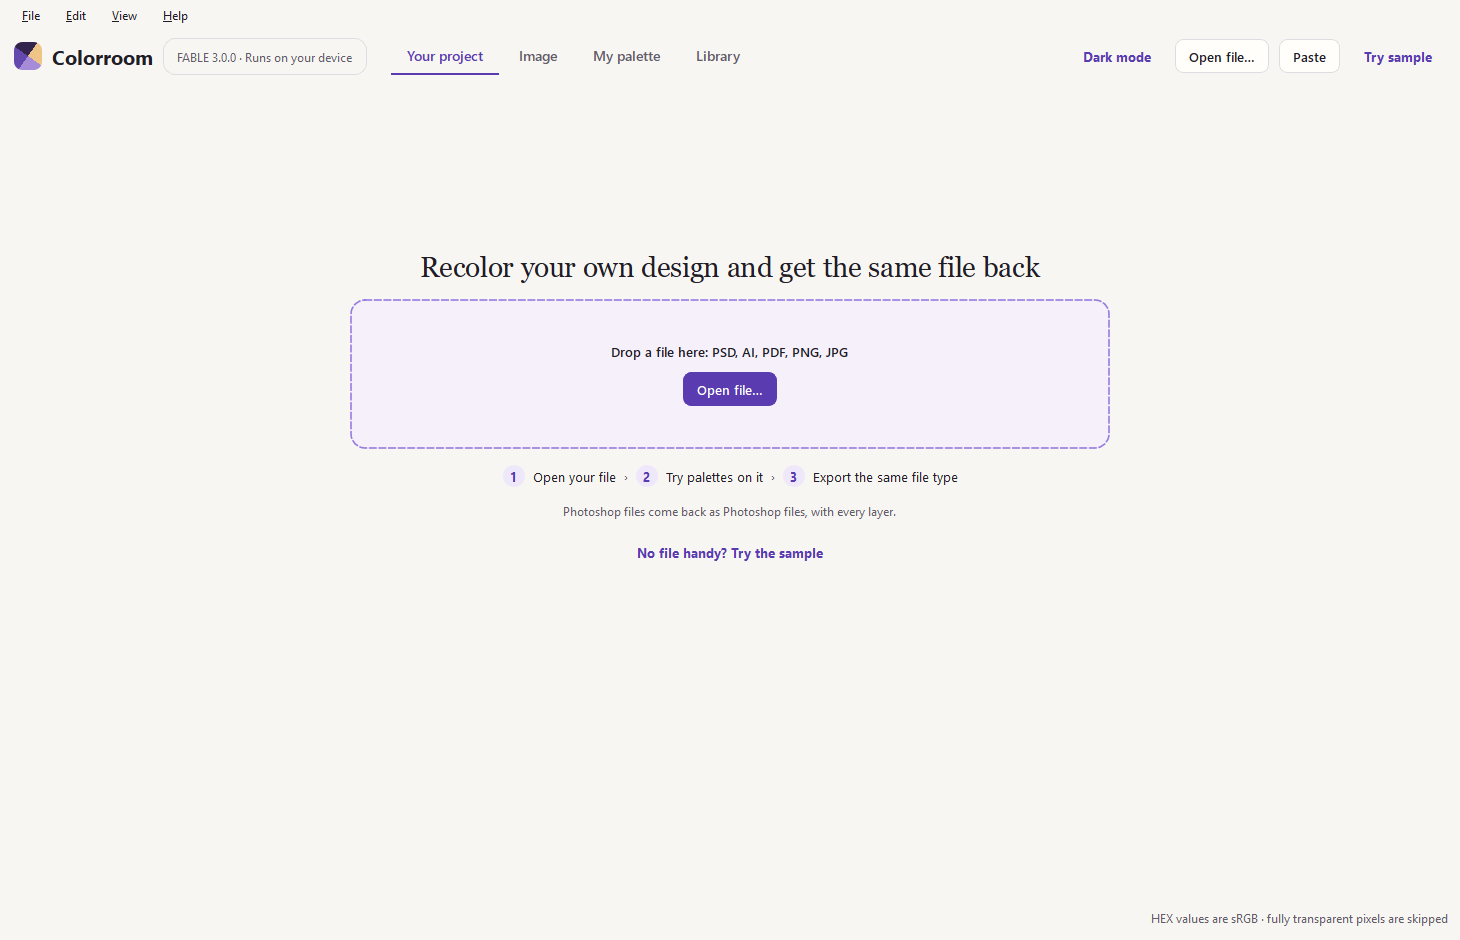 File Edit View Help
Colorroom FABLE 3.0.0 · Runs on your device Your project Image My palette Library Dark mode Open file... Paste Try sample
Recolor your own design and get the same file back
Drop a file here: PSD, AI, PDF, PNG, JPG
Open file...
1 Open your file › 2 Try palettes on it › 3 Export the same file type
Photoshop files come back as Photoshop files, with every layer.
No file handy? Try the sample
HEX values are sRGB · fully transparent pixels are skipped